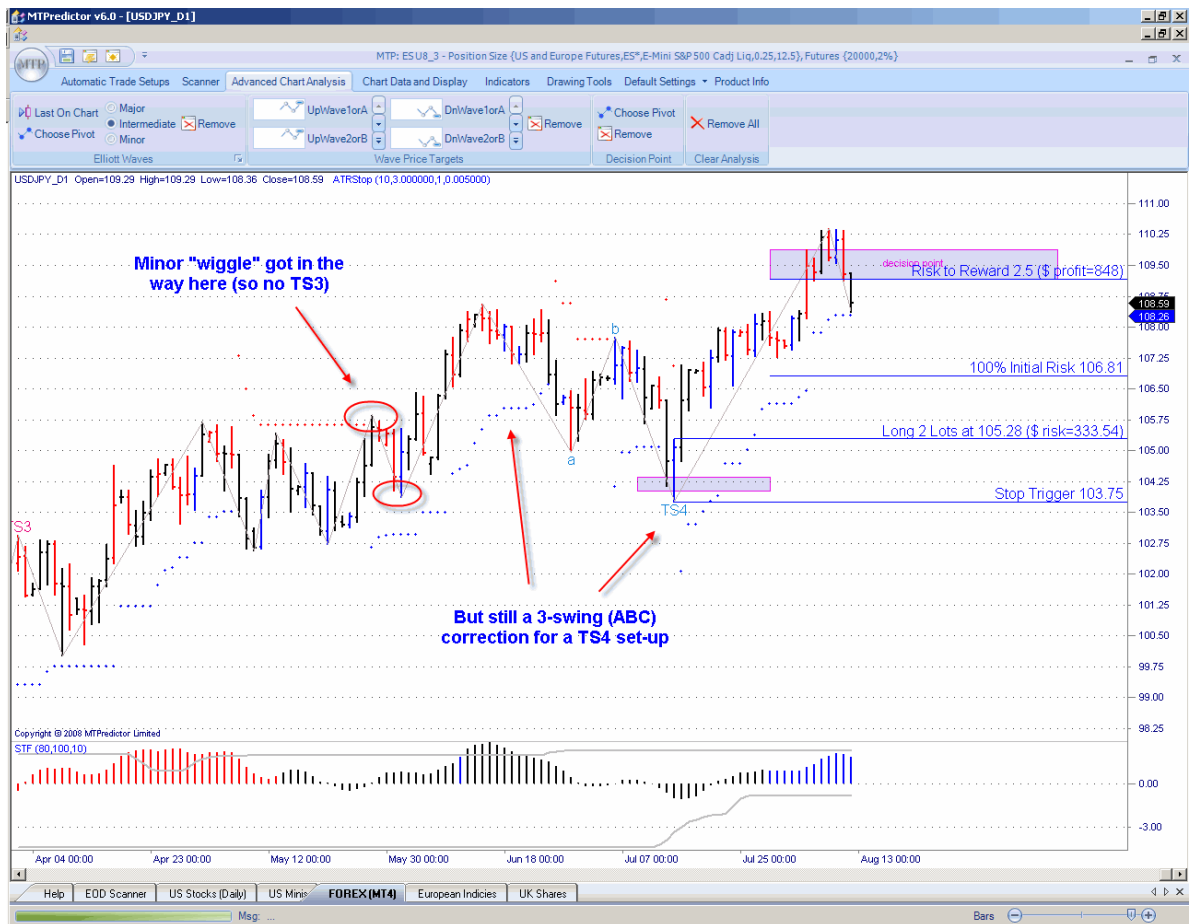 MTPredictor v6.0 - [USDJPY_D1]
MTP
MTP: ESU8_3 - Position Size {US and Europe Futures,ES*,E-Mini S&P500 Cadj Liq,0.25,12.5}, Futures {20000,2%}
Automatic Trade Setups Scanner Advanced Chart Analysis Chart Data and Display Indicators Drawing Tools Default Settings Product Info
Last On Chart
Choose Pivot
Major
Intermediate
Minor
Remove
Elliott Waves
UpWave1orA
UpWave2orB
DnWave1orA
DnWave2orB
Remove
Wave Price Targets
Choose Pivot
Remove
Decision Point
Remove All
Clear Analysis
USDJPY_D1 Open=109.29 High=109.29 Low=108.36 Close=108.59 ATRStop (10,3.000000,1,0.005000)
Minor "wiggle" got in the
way here (so no TS3)
decision point
Risk to Reward 2.5 ($ profit=848)
100% Initial Risk 106.81
Long 2 Lots at 105.28 ($ risk=333.54)
Stop Trigger 103.75
b
a
TS4
S3
But still a 3-swing (ABC)
correction for a TS4 set-up
111.00
110.25
109.50
108.75
108.59
108.26
108.00
107.25
106.50
105.75
105.00
104.25
103.50
102.75
102.00
101.25
100.50
99.75
99.00
98.25
Copyright @ 2008 MTPredictor Limited
STF (80,100,10)
0.00
-3.00
Apr 04 00:00 Apr 23 00:00 May 12 00:00 May 30 00:00 Jun 18 00:00 Jul 07 00:00 Jul 25 00:00 Aug 13 00:00
Help EOD Scanner US Stocks (Daily) US Minis FOREX (MT4) European Indicies UK Shares
Msg: ...
Bars